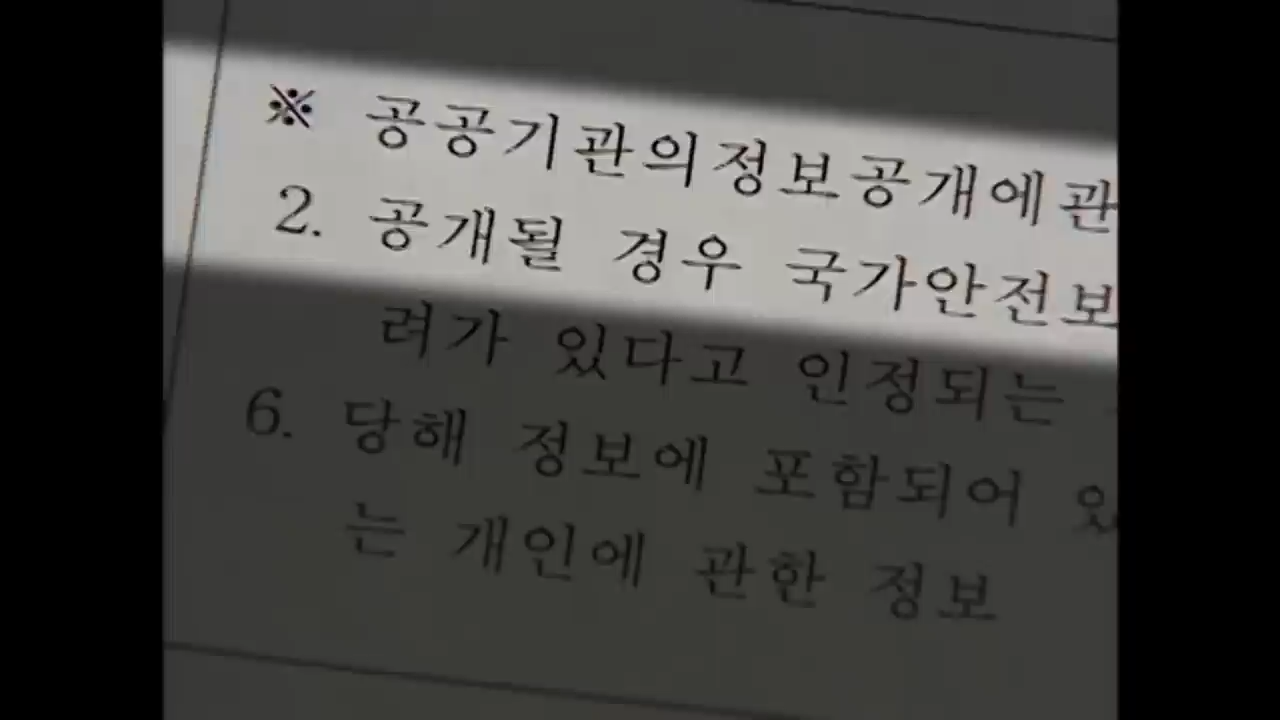 ※ 공공기관의정보공개에관
2. 공개될 경우 국가안전보
려가 있다고 인정되는
6. 당해 정보에 포함되어 있
는 개인에 관한 정보